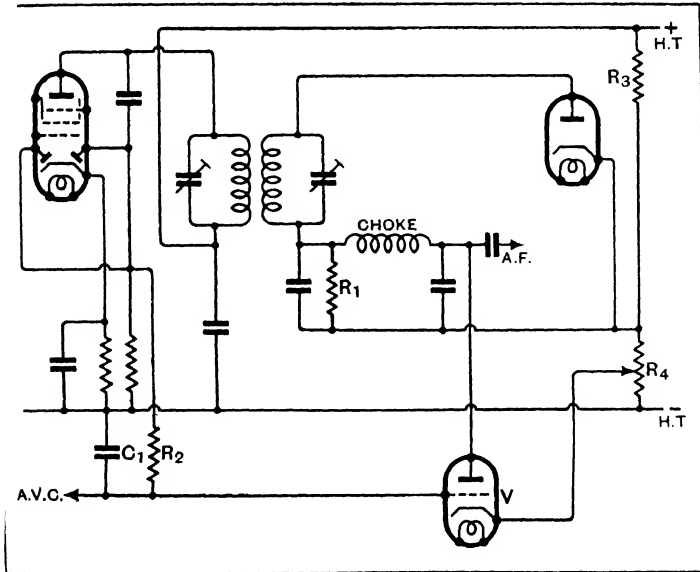 +
H.T
R3
CHOKE
A.F.
R1
R4
-
H.T
C1
R2
A.V.C.
V